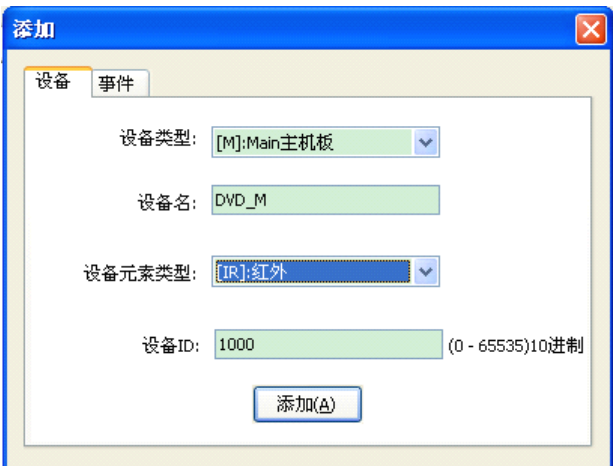 添加
设备 事件
设备类型: [M]:Main主机板
设备名: DVD_M
设备元素类型: [IR]:红外
设备ID: 1000 (0 - 65535)10进制
添加(A)